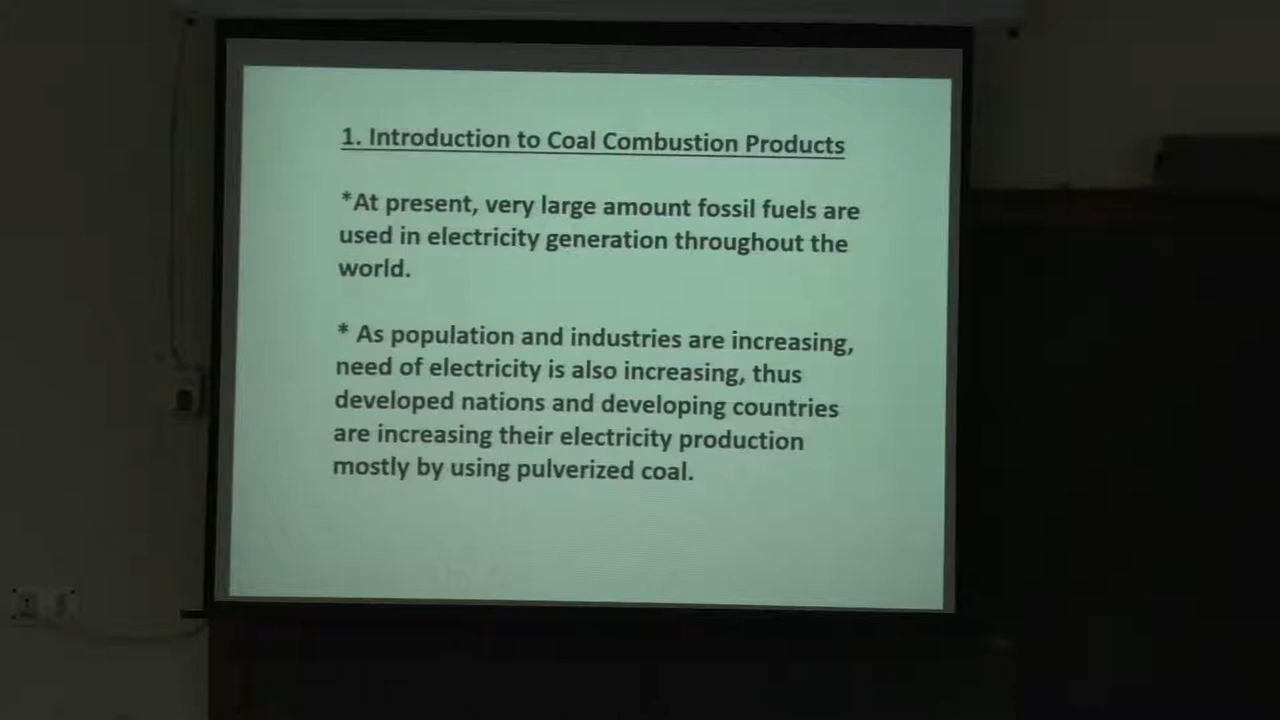 1. Introduction to Coal Combustion Products
*At present, very large amount fossil fuels are
used in electricity generation throughout the
world.
* As population and industries are increasing,
need of electricity is also increasing, thus
developed nations and developing countries
are increasing their electricity production
mostly by using pulverized coal.